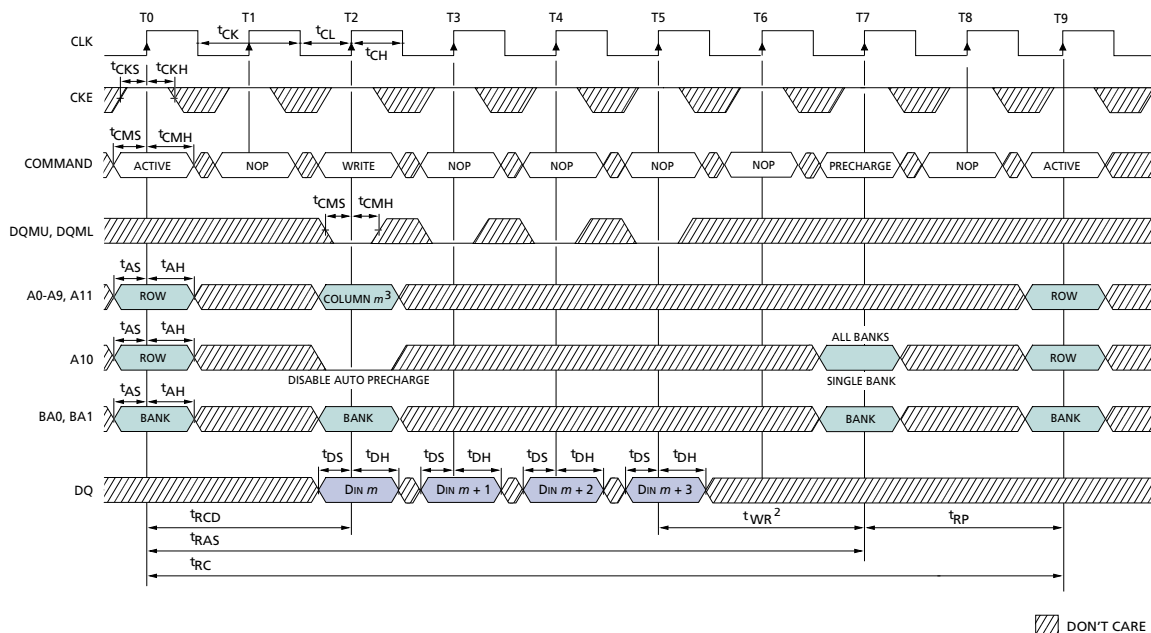 T0 T1 T2 T3 T4 T5 T6 T7 T8 T9
CLK tCK tCL tCH
tCKS tCKH
CKE
tCMS tCMH
COMMAND ACTIVE NOP WRITE NOP NOP NOP NOP PRECHARGE NOP ACTIVE
tCMS tCMH
DQMU, DQML
tAS tAH
A0-A9, A11 ROW COLUMN m3 ROW
tAS tAH ALL BANKS
A10 ROW ROW
DISABLE AUTO PRECHARGE SINGLE BANK
tAS tAH
BA0, BA1 BANK BANK BANK BANK
tDS tDH tDS tDH tDS tDH tDS tDH
DQ DIN m DIN m + 1 DIN m + 2 DIN m + 3
tRCD tWR2 tRP
tRAS
tRC
DON'T CARE